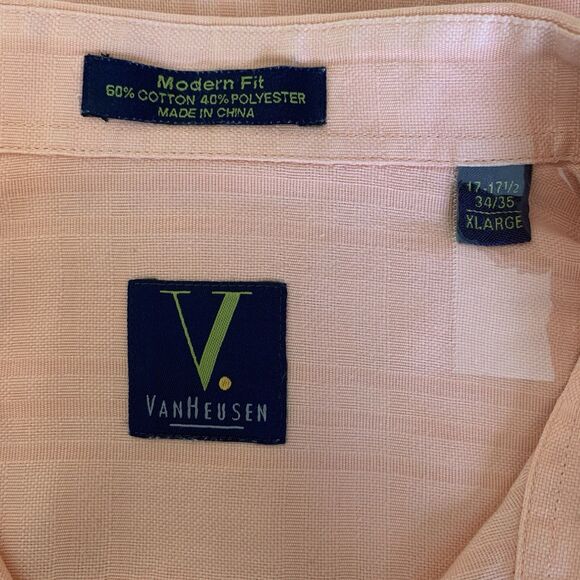 Modern Fit
60% COTTON 40% POLYESTER
MADE IN CHINA
17-17½
34/35
XLARGE
V.
VANHEUSEN